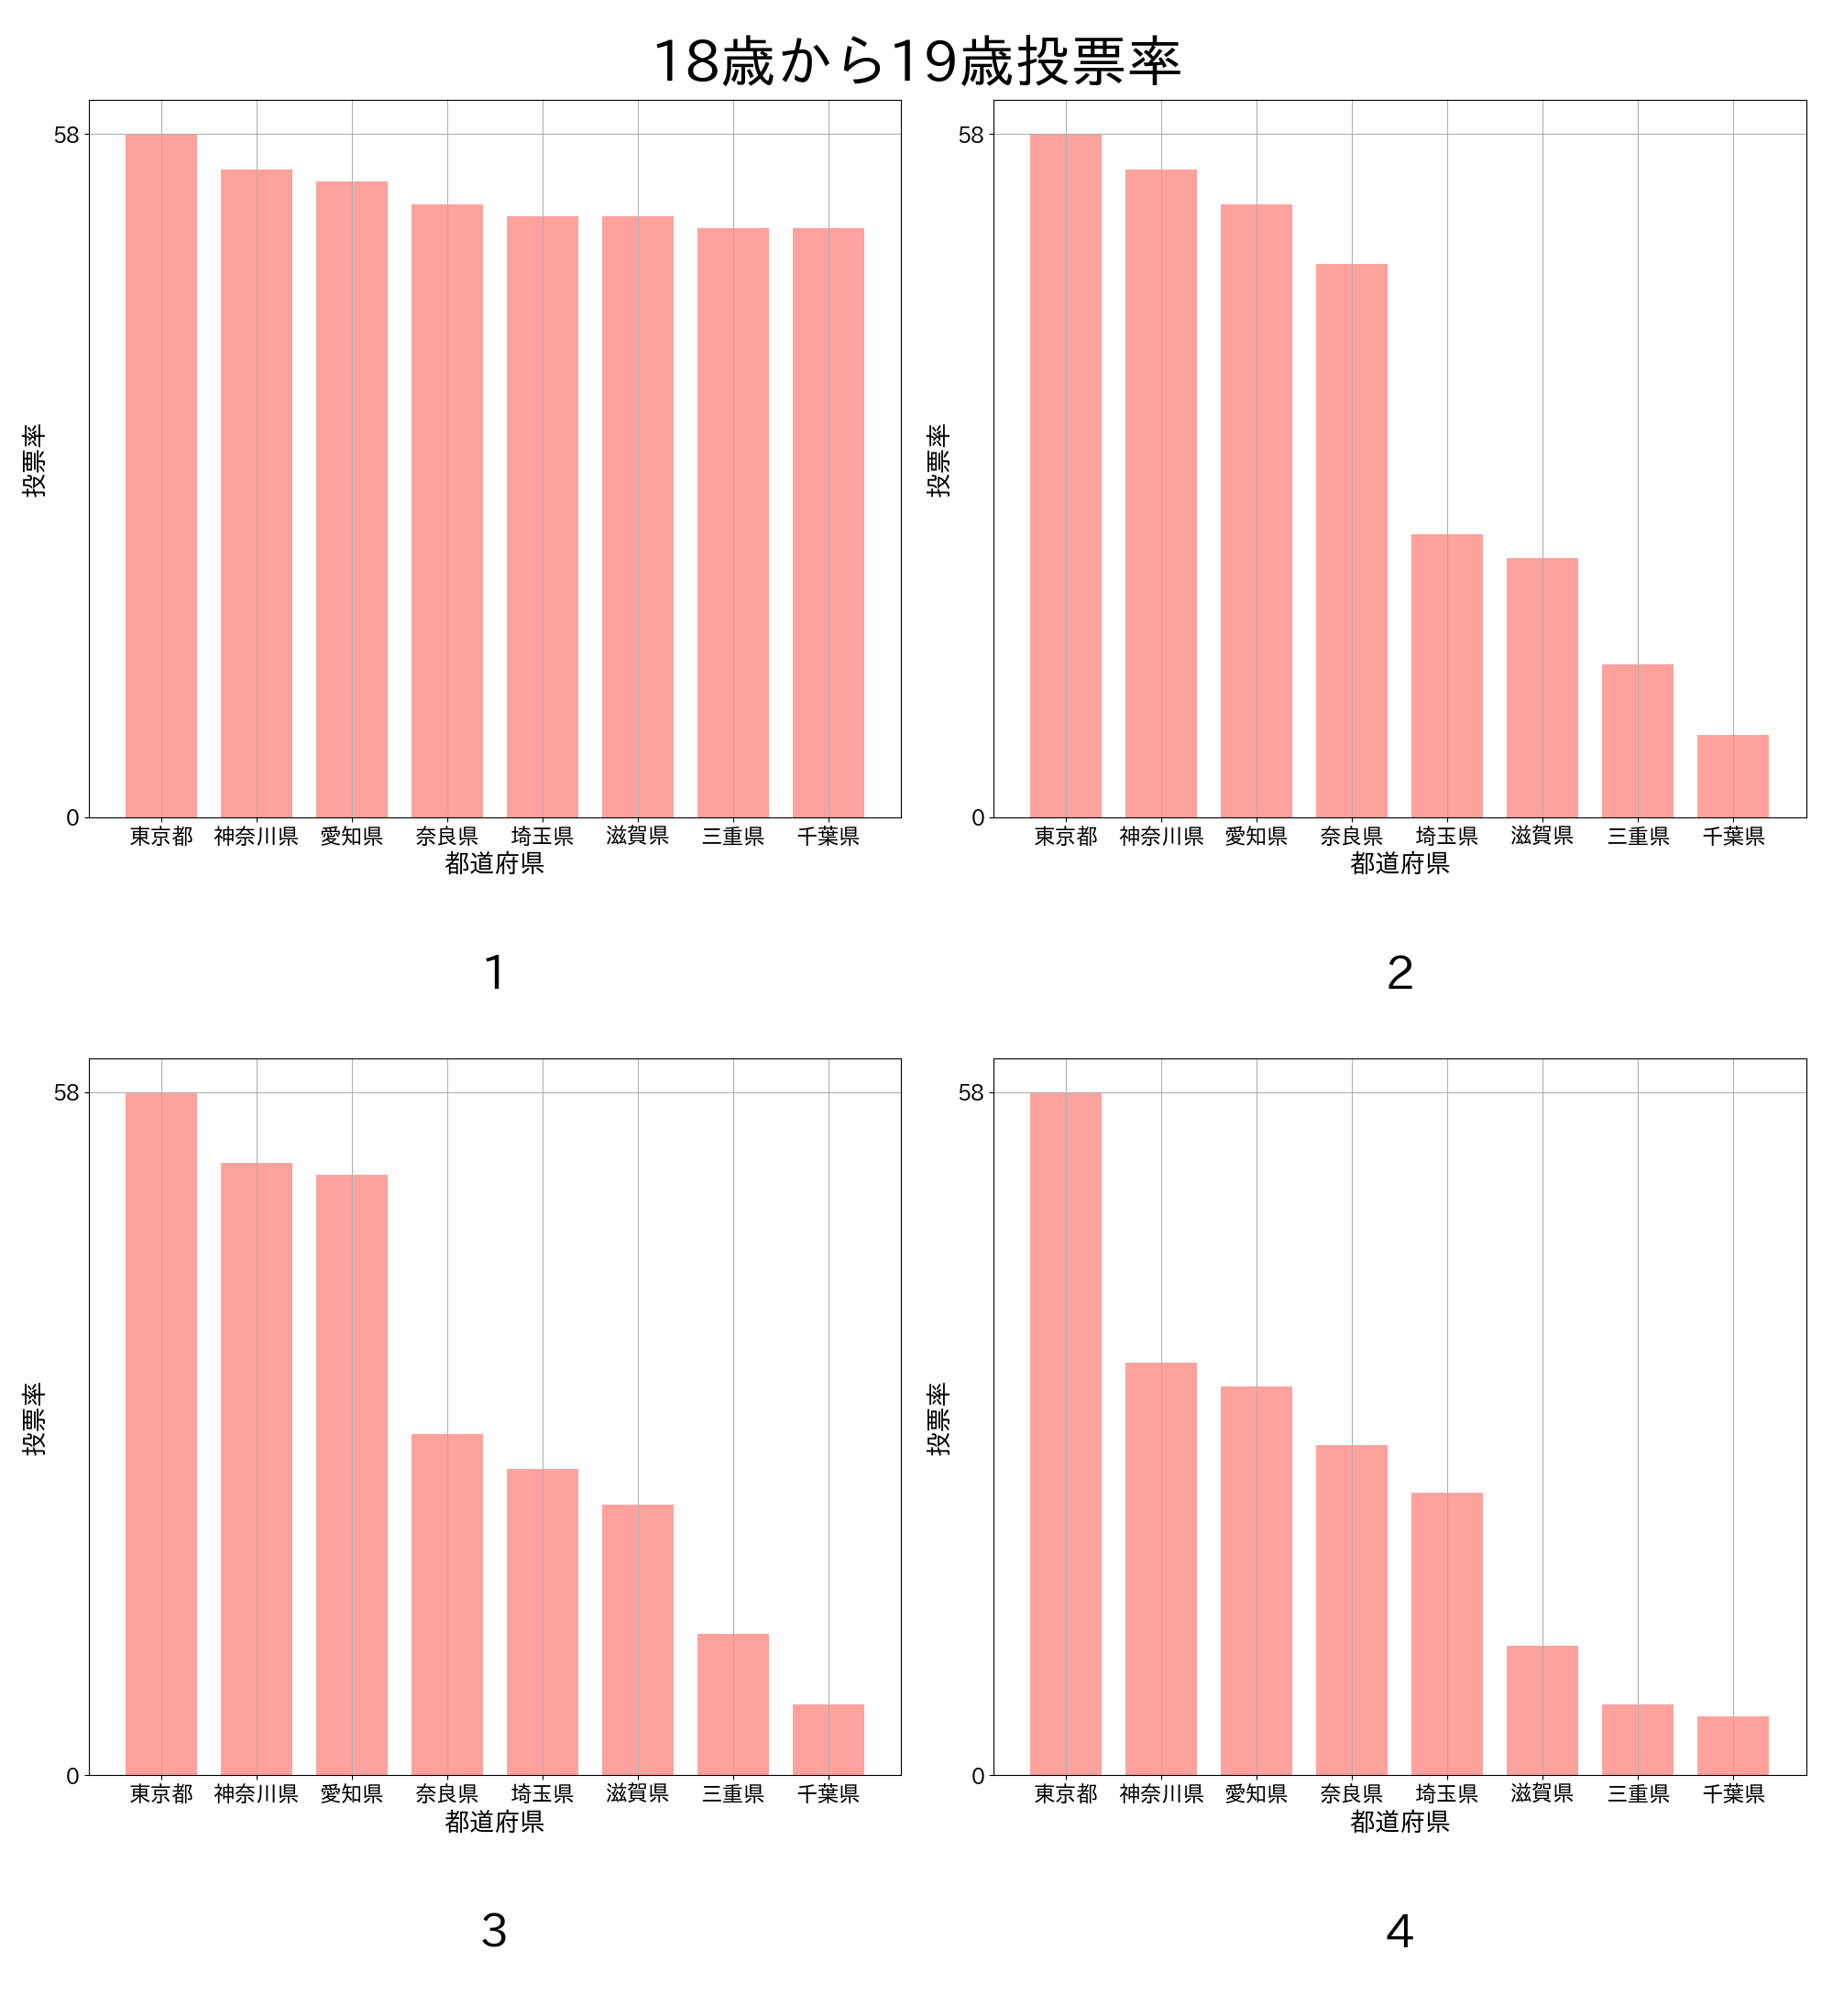 18歳から19歳投票率
58
0
投票率
東京都 神奈川県 愛知県 奈良県 埼玉県 滋賀県 三重県 千葉県
都道府県
1
58
0
投票率
東京都 神奈川県 愛知県 奈良県 埼玉県 滋賀県 三重県 千葉県
都道府県
2
58
0
投票率
東京都 神奈川県 愛知県 奈良県 埼玉県 滋賀県 三重県 千葉県
都道府県
3
58
0
投票率
東京都 神奈川県 愛知県 奈良県 埼玉県 滋賀県 三重県 千葉県
都道府県
4